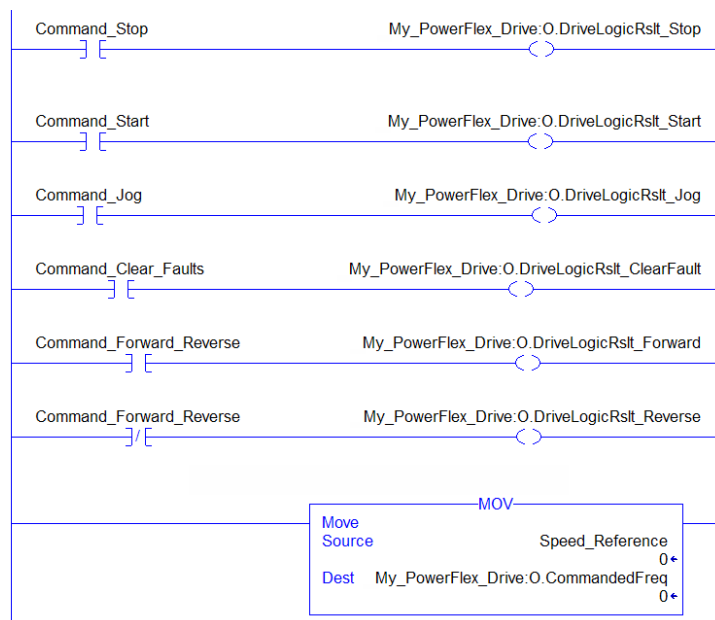 Command_Stop My_PowerFlex_Drive:O.DriveLogicRslt_Stop
Command_Start My_PowerFlex_Drive:O.DriveLogicRslt_Start
Command_Jog My_PowerFlex_Drive:O.DriveLogicRslt_Jog
Command_Clear_Faults My_PowerFlex_Drive:O.DriveLogicRslt_ClearFault
Command_Forward_Reverse My_PowerFlex_Drive:O.DriveLogicRslt_Forward
Command_Forward_Reverse My_PowerFlex_Drive:O.DriveLogicRslt_Reverse
MOV
Move
Source Speed_Reference
0
Dest My_PowerFlex_Drive:O.CommandedFreq
0